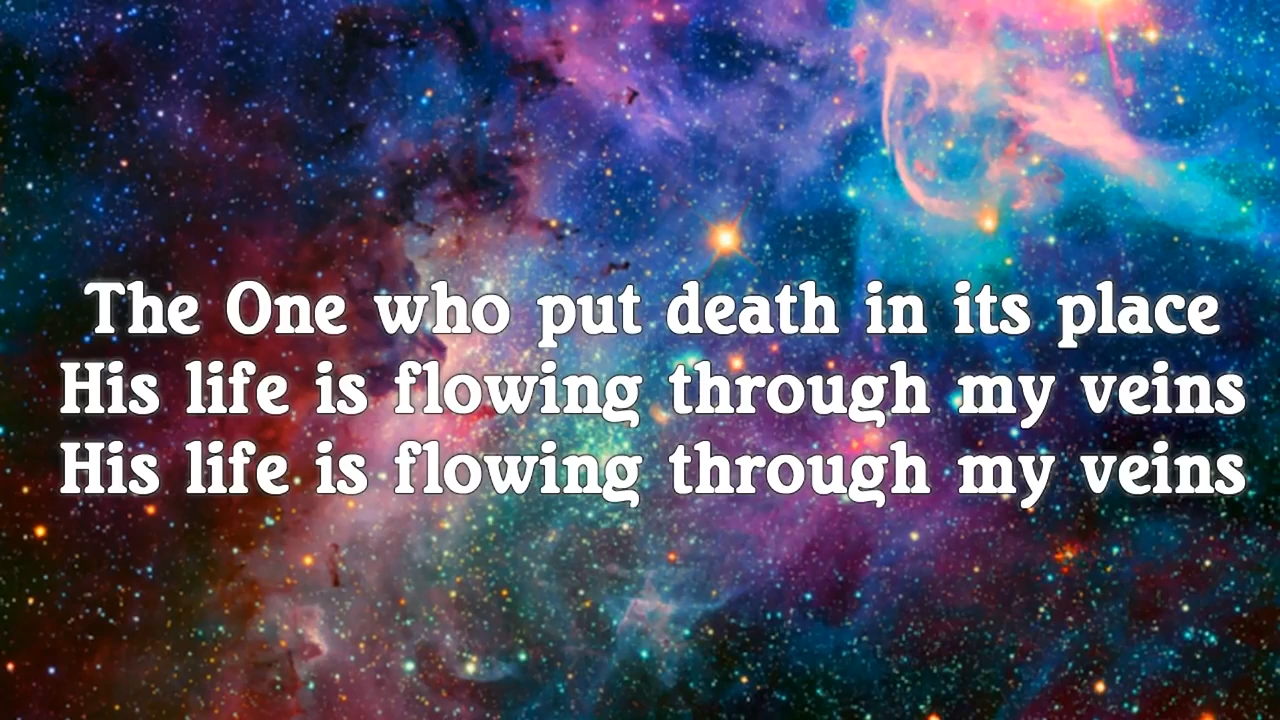 The One who put death in its place
His life is flowing through my veins
His life is flowing through my veins